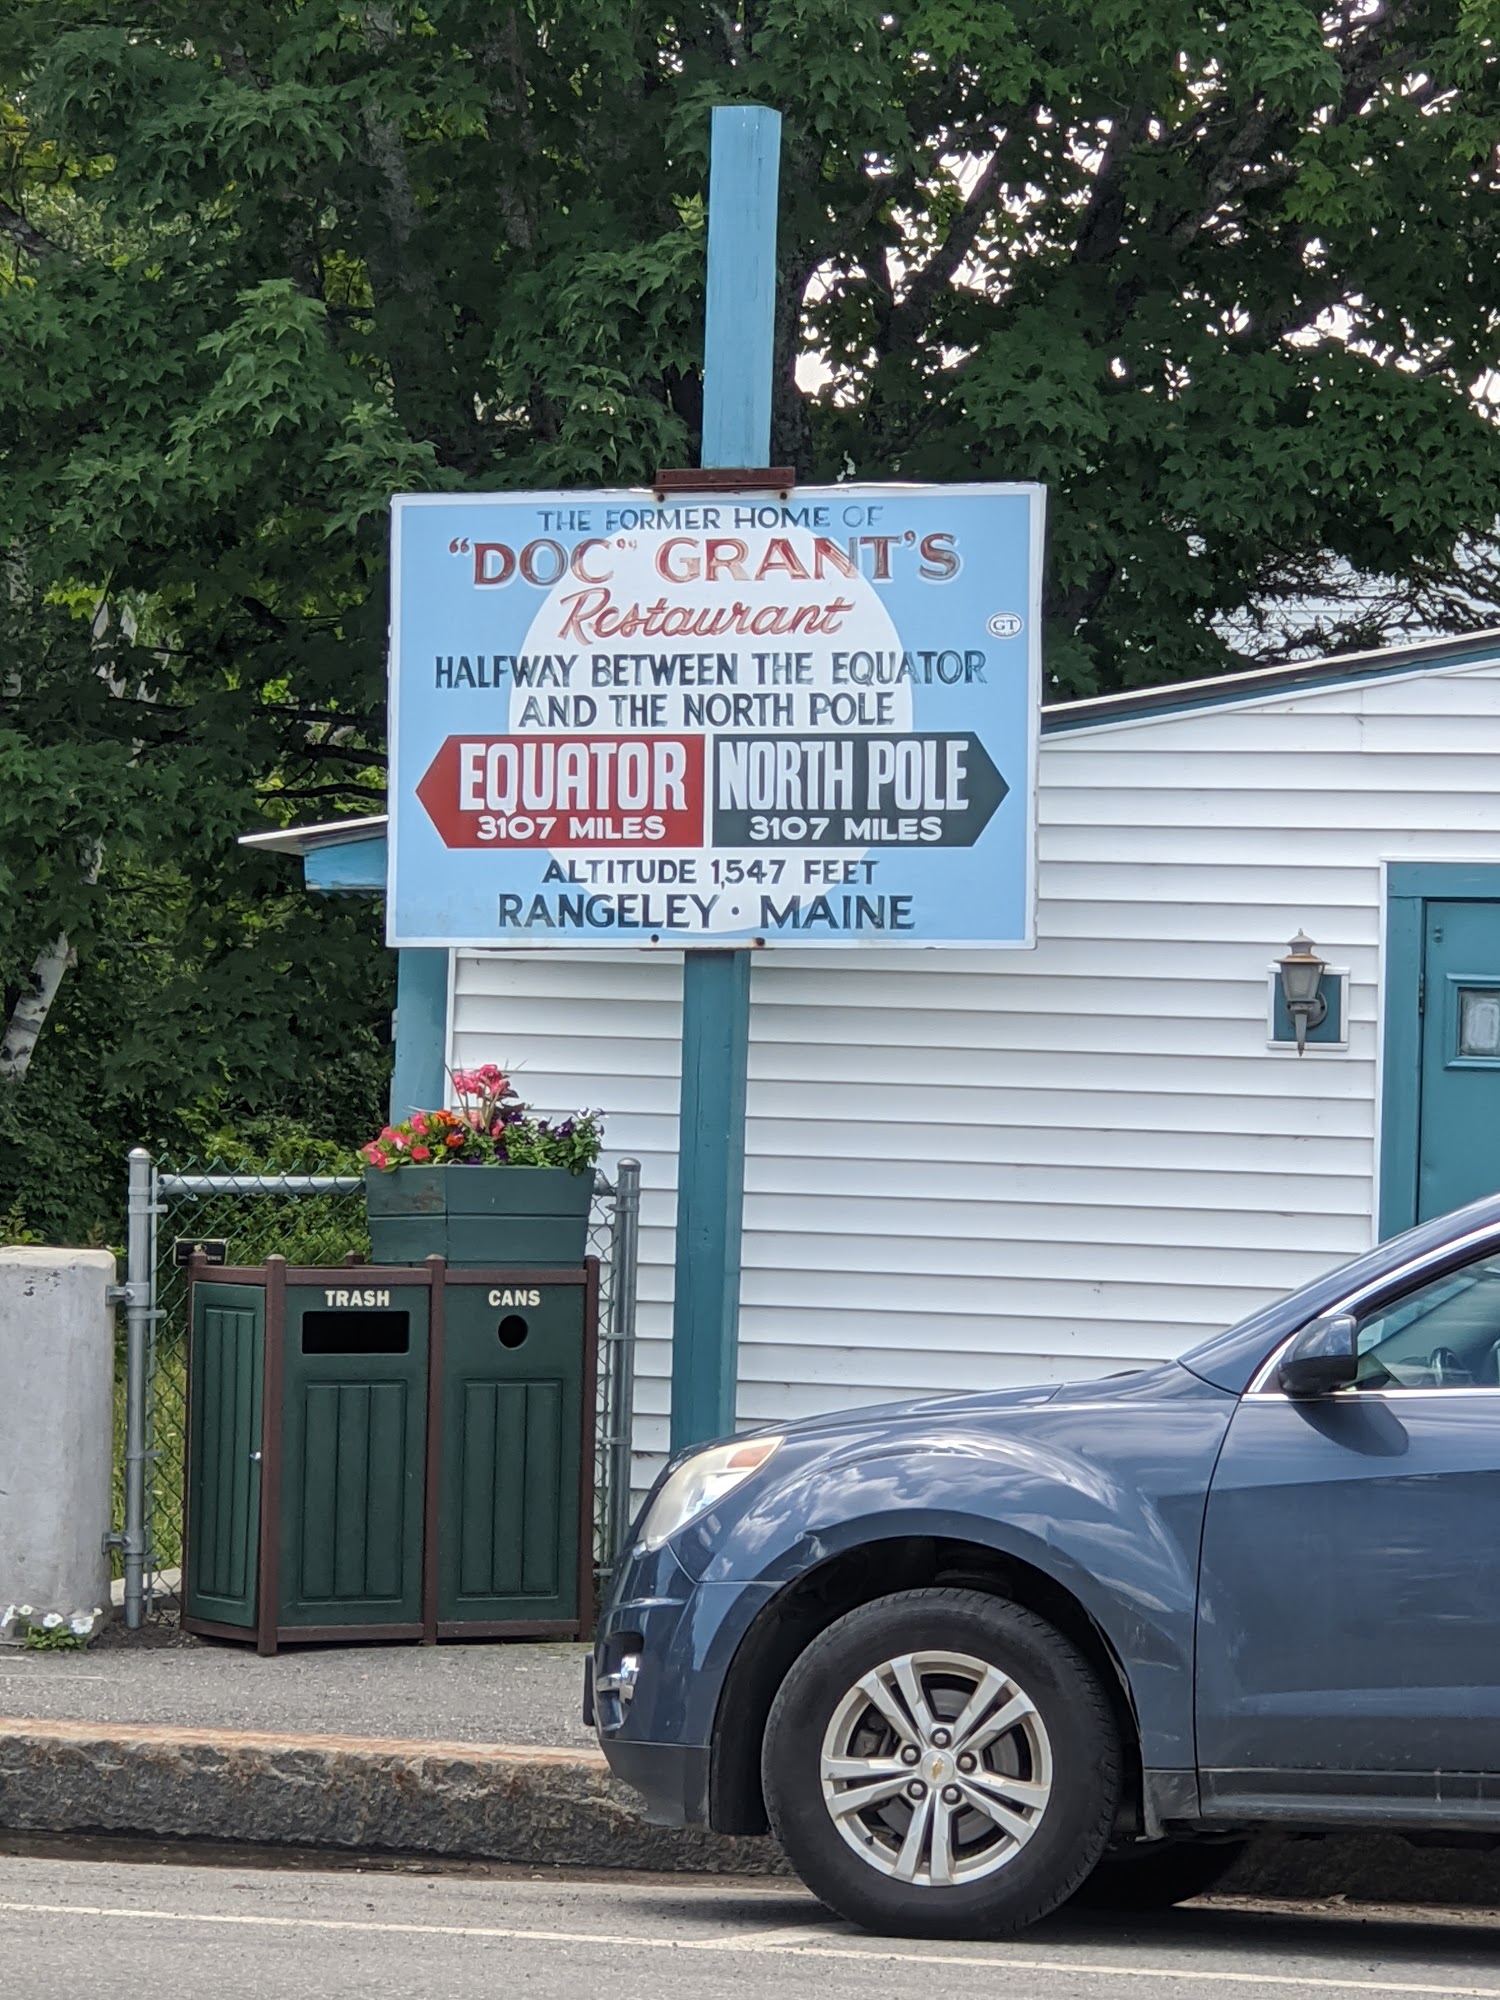 THE FORMER HOME OF
"DOC" GRANT'S
Restaurant
GT
HALFWAY BETWEEN THE EQUATOR
AND THE NORTH POLE
EQUATOR
3107 MILES
NORTH POLE
3107 MILES
ALTITUDE 1,547 FEET
RANGELEY · MAINE
TRASH
CANS